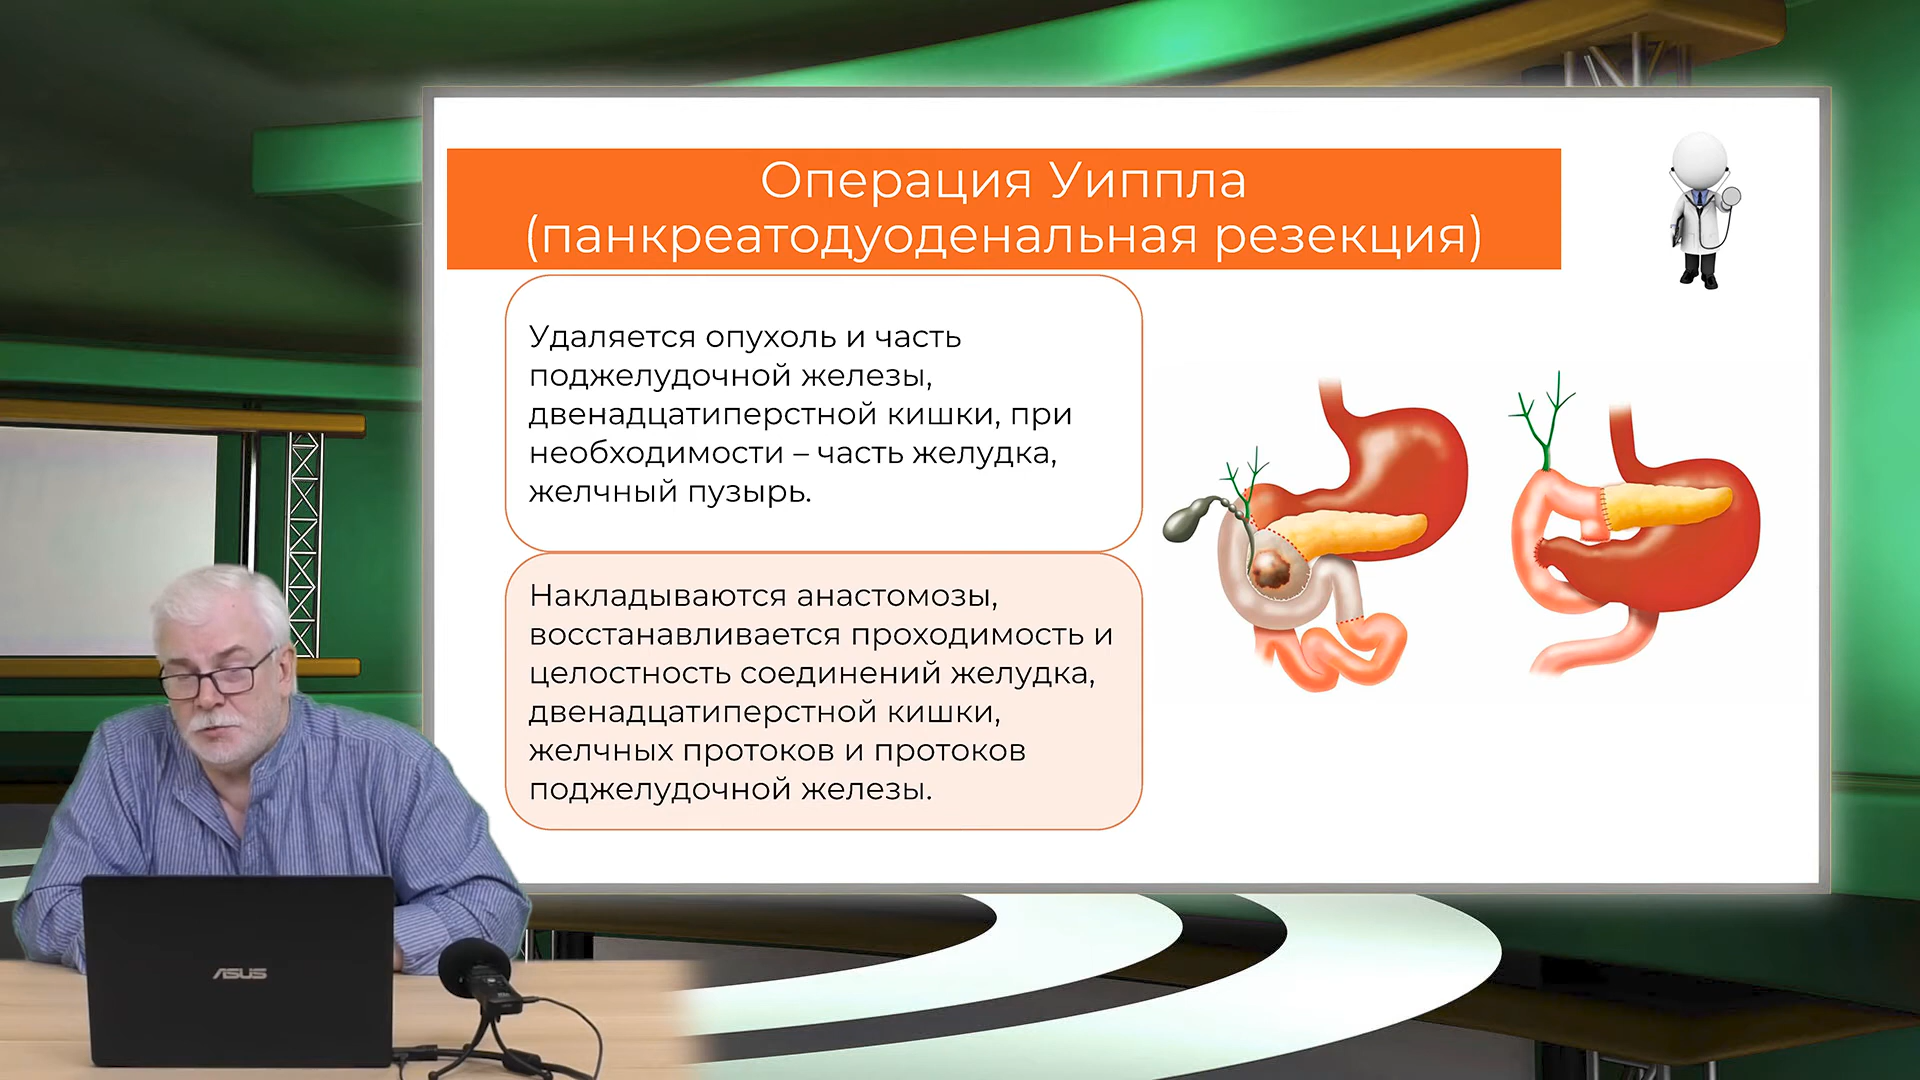 Операция Уиппла
(панкреатодуоденальная резекция)
Удаляется опухоль и часть
поджелудочной железы,
двенадцатиперстной кишки, при
необходимости – часть желудка,
желчный пузырь.
Накладываются анастомозы,
восстанавливается проходимость и
целостность соединений желудка,
двенадцатиперстной кишки,
желчных протоков и протоков
поджелудочной железы.
ASUS